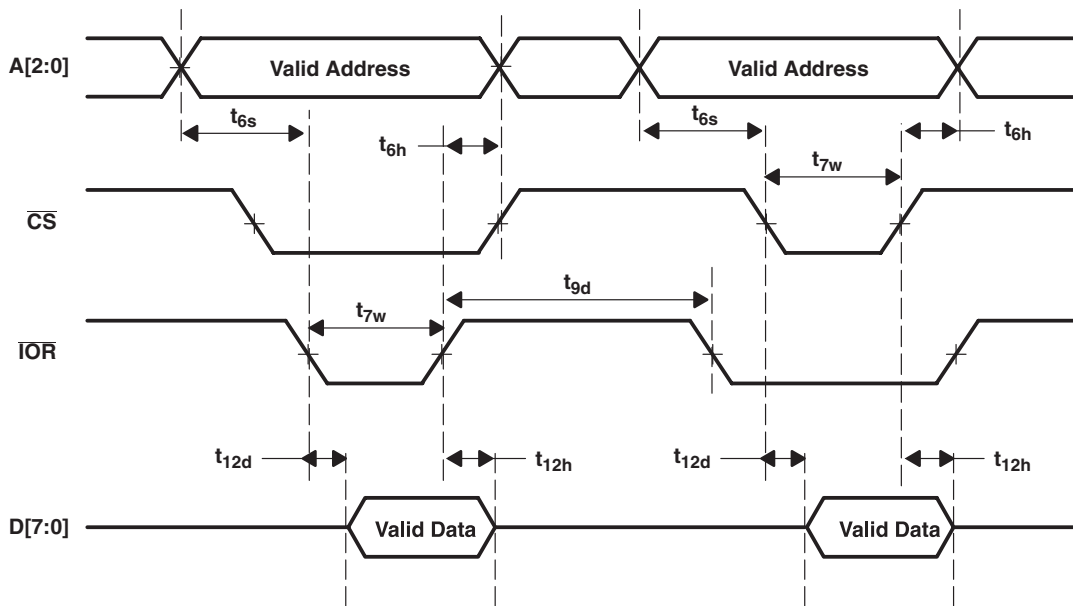 A[2:0]
Valid Address
Valid Address
t6s
t6h
t6s
t6h
t7w
CS
t9d
t7w
IOR
t12d
t12h
t12d
t12h
D[7:0]
Valid Data
Valid Data